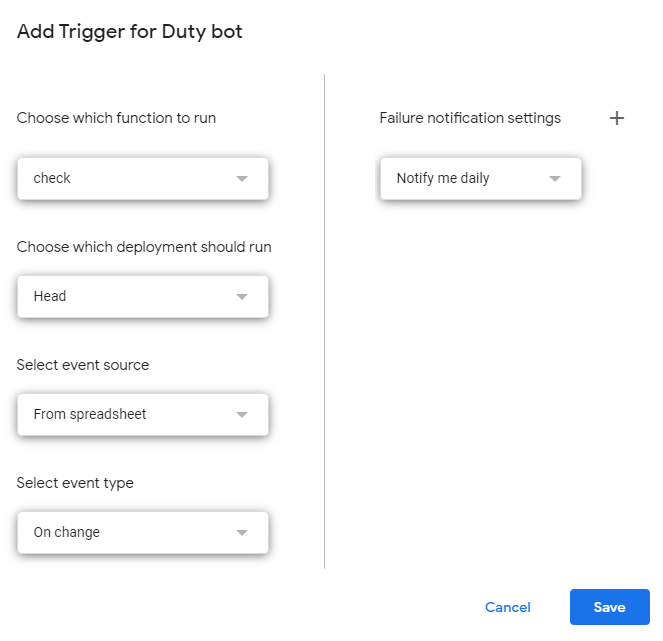 Add Trigger for Duty bot
Choose which function to run
check
Choose which deployment should run
Head
Select event source
From spreadsheet
Select event type
On change
Failure notification settings
Notify me daily
Cancel
Save